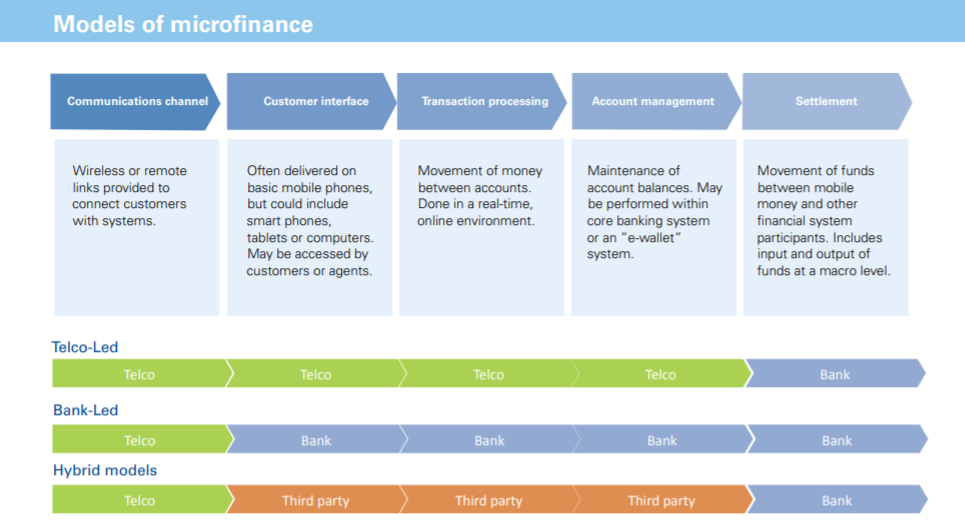 Models of microfinance
Communications channel
Customer interface
Transaction processing
Account management
Settlement
Wireless or remote
links provided to
connect customers
with systems.
Often delivered on
basic mobile phones,
but could include
smart phones,
tablets or computers.
May be accessed by
customers or agents.
Movement of money
between accounts.
Done in a real-time,
online environment.
Maintenance of
account balances. May
be performed within
core banking system
or an “e-wallet”
system.
Movement of funds
between mobile
money and other
financial system
participants. Includes
input and output of
funds at a macro level.
Telco-Led
Telco
Telco
Telco
Telco
Bank
Bank-Led
Telco
Bank
Bank
Bank
Bank
Hybrid models
Telco
Third party
Third party
Third party
Bank